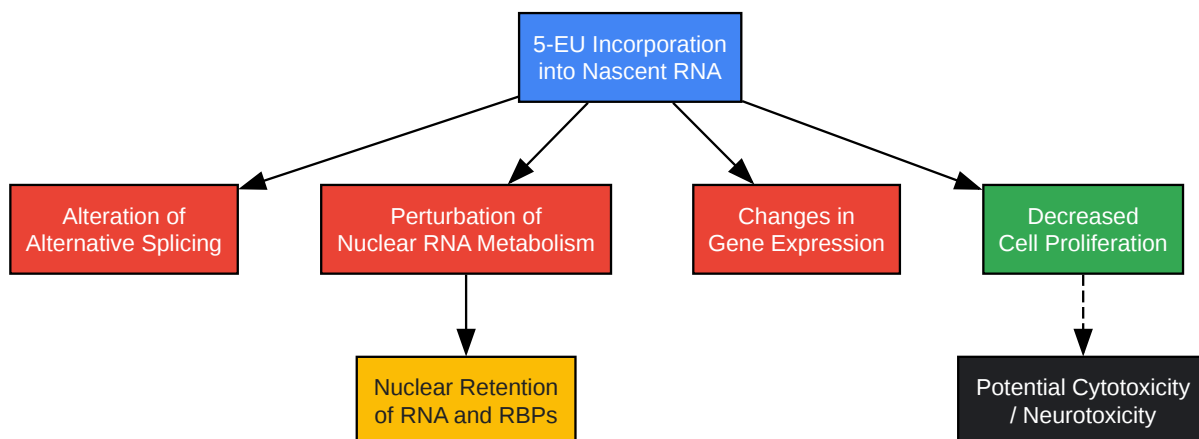 5-EU Incorporation
into Nascent RNA
Alteration of
Alternative Splicing
Perturbation of
Nuclear RNA Metabolism
Changes in
Gene Expression
Decreased
Cell Proliferation
Nuclear Retention
of RNA and RBPs
Potential Cytotoxicity
/ Neurotoxicity